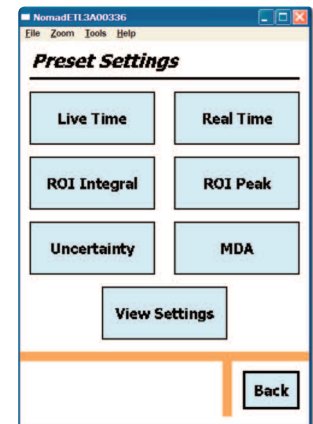 NomadETL3A00336
File Zoom Tools Help
Preset Settings
Live Time Real Time
ROI Integral ROI Peak
Uncertainty MDA
View Settings
Back